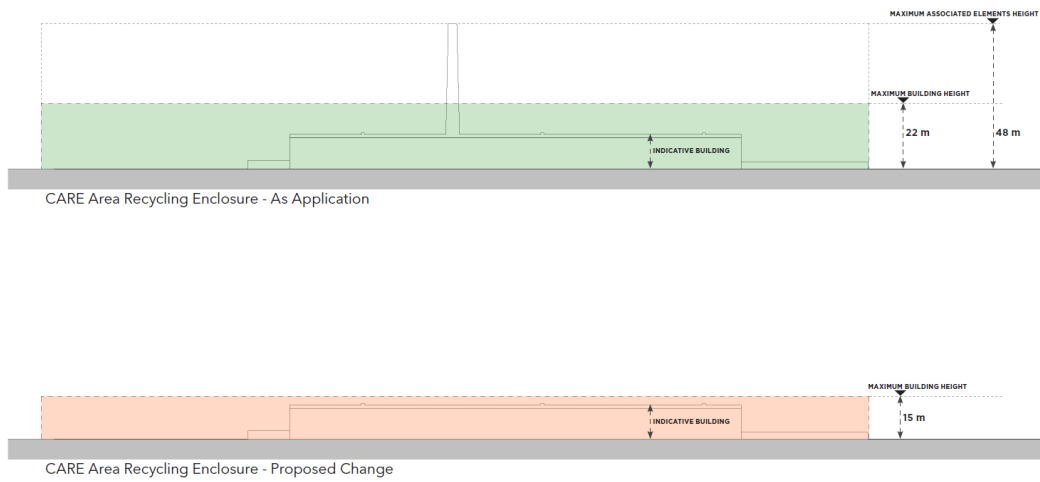 MAXIMUM ASSOCIATED ELEMENTS HEIGHT
MAXIMUM BUILDING HEIGHT
22 m
48 m
INDICATIVE BUILDING
CARE Area Recycling Enclosure - As Application
MAXIMUM BUILDING HEIGHT
15 m
INDICATIVE BUILDING
CARE Area Recycling Enclosure - Proposed Change